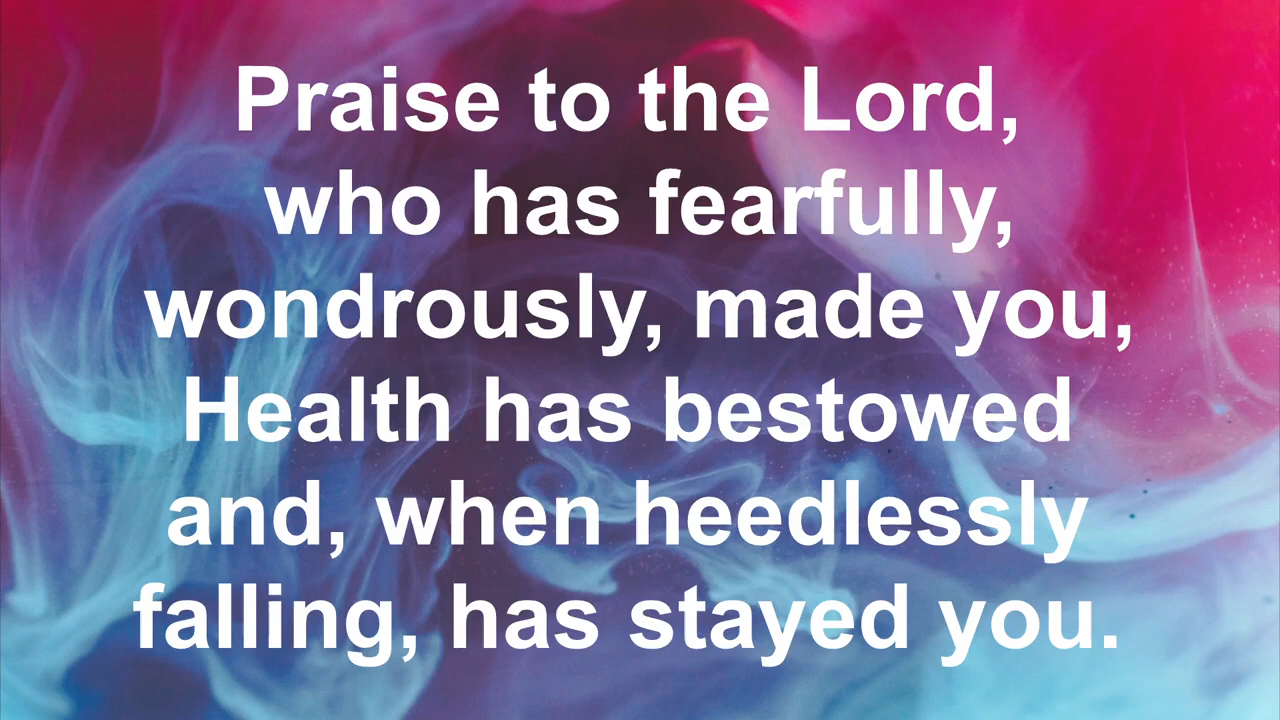 Praise to the Lord,
who has fearfully,
wondrously, made you,
Health has bestowed
and, when heedlessly
falling, has stayed you.